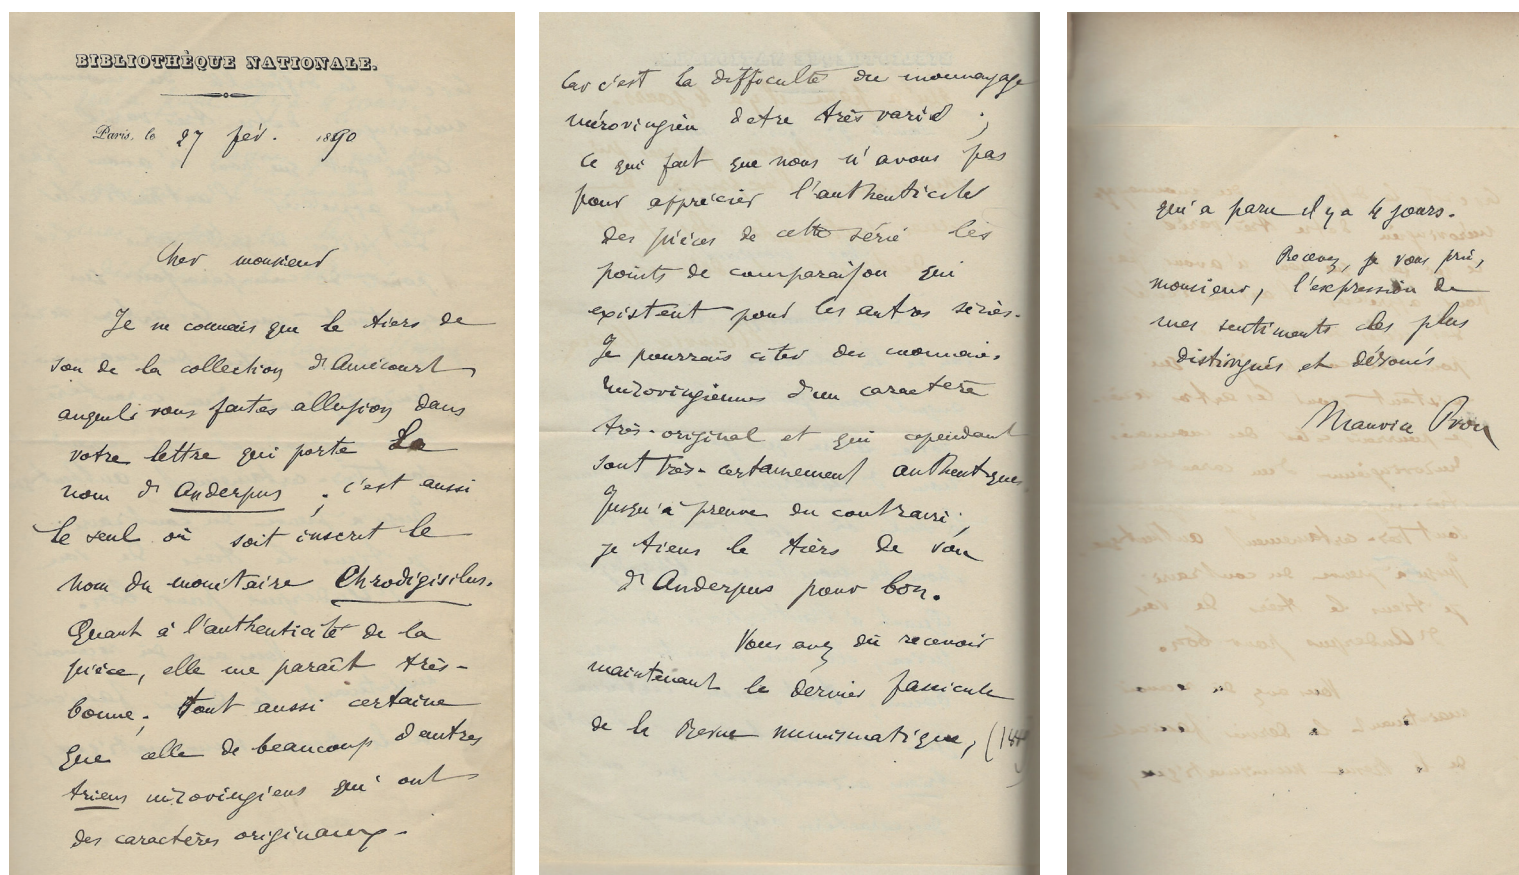 BIBLIOTHÈQUE NATIONALE.
Paris, le 27 fév. 1890
Cher monsieur
Je ne connais que le tiers de
sou de la collection d'Amécourt
auquel vous faites allusion dans
votre lettre qui porte le
nom d'Anderpus ; c'est aussi
le seul où soit inscrit le
nom du monétaire Chrodigisilus.
Quant à l'authenticité de la
pièce, elle me paraît très-
bonne ; tout aussi certaine
que celle de beaucoup d'autres
triens mérovingiens qui ont
des caractères originaux.
Car c'est la difficulté du monnayage
mérovingien d'être très varié ;
ce qui fait que nous n'avons pas
pour apprécier l'authenticité
des pièces de cette série les
points de comparaison qui
existent pour les autres séries.
Je pourrais citer des monnaies
mérovingiennes d'un caractère
très-original et qui cependant
sont très-certainement authentiques.
Jusqu'à preuve du contraire,
je tiens le tiers de sou
d'Anderpus pour bon.
Vous avez dû recevoir
maintenant le dernier fascicule
de la Revue numismatique,
qui a paru il y a 4 jours.
Recevez, je vous prie,
monsieur, l'expression de
mes sentiments les plus
distingués et dévoués
Maurice Prou